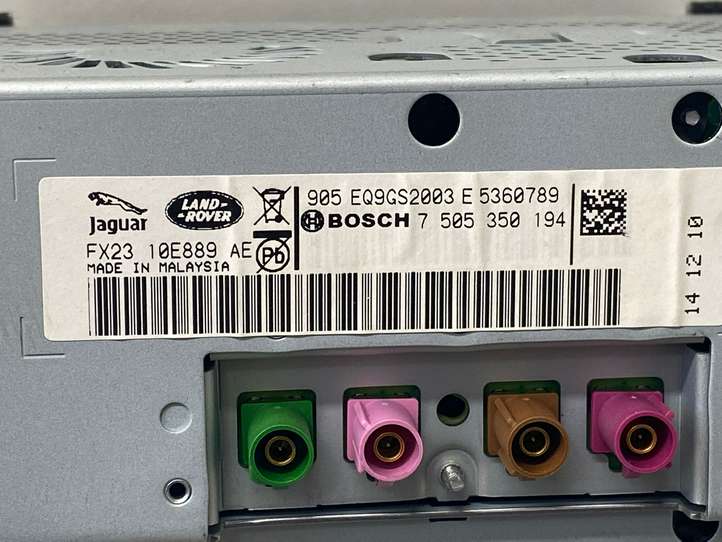 Jaguar
LAND-
-ROVER
905 EQ9GS2003 E 5360789
BOSCH 7 505 350 194
FX23 10E889 AE
Pb
MADE IN MALAYSIA
14 12 10